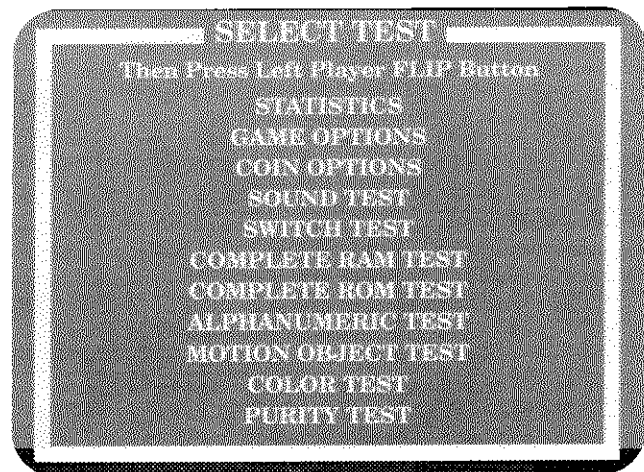 SELECT TEST
Then Press Left Player FLIP Button
STATISTICS
GAME OPTIONS
COIN OPTIONS
SOUND TEST
SWITCH TEST
COMPLETE RAM TEST
COMPLETE ROM TEST
ALPHANUMERIC TEST
MOTION OBJECT TEST
COLOR TEST
PURITY TEST